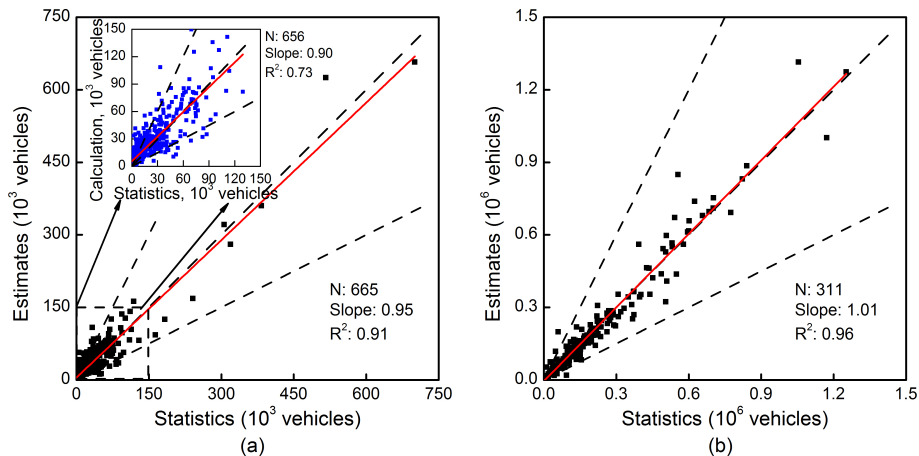 750
600
450
300
150
0
Estimates (10³ vehicles)
0
150
300
450
600
750
Statistics (10³ vehicles)
(a)
150
120
90
60
30
0
Calculation, 10³ vehicles
0
30
60
90
120
150
Statistics, 10³ vehicles
N: 656
Slope: 0.90
R²: 0.73
N: 665
Slope: 0.95
R²: 0.91
1.5
1.2
0.9
0.6
0.3
0.0
Estimates (10⁶ vehicles)
0.0
0.3
0.6
0.9
1.2
1.5
Statistics (10⁶ vehicles)
(b)
N: 311
Slope: 1.01
R²: 0.96